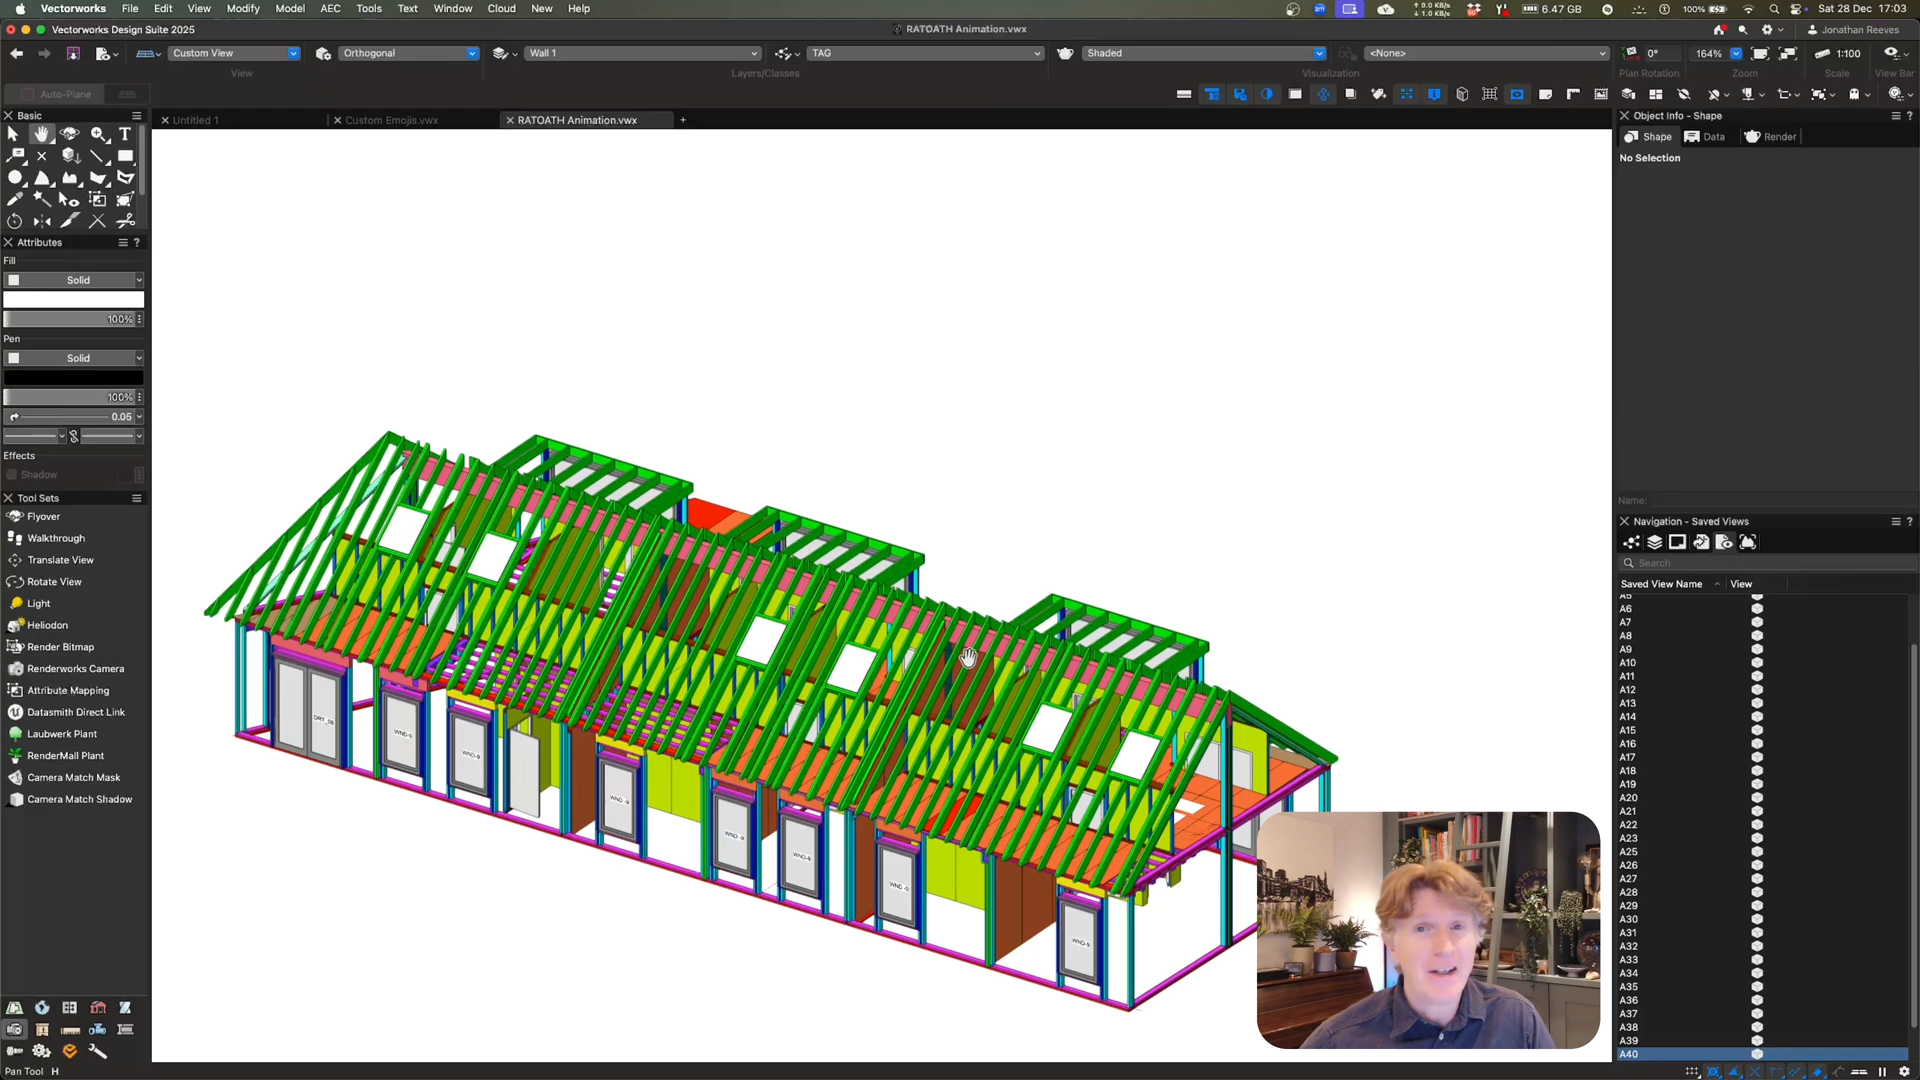 Vectorworks File Edit View Modify Model AEC Tools Text Window Cloud New Help
0.0 KB/s
1.0 KB/s
6.47 GB
100%
Sat 28 Dec 17:03
Vectorworks Design Suite 2025
RATOATH Animation.vwx
Jonathan Reeves
Custom View
Orthogonal
Wall 1
TAG
Shaded
<None>
0°
164%
1:100
View
Layers/Classes
Visualization
Plan Rotation
Zoom
Scale
View Bar
Auto-Plane
Untitled 1
Custom Emojis.vwx
RATOATH Animation.vwx
Basic
Attributes
Fill
Solid
100%
Pen
Solid
100%
0.05
Effects
Shadow
Tool Sets
Flyover
Walkthrough
Translate View
Rotate View
Light
Heliodon
Render Bitmap
Renderworks Camera
Attribute Mapping
Datasmith Direct Link
Laubwerk Plant
RenderMall Plant
Camera Match Mask
Camera Match Shadow
Pan Tool H
DRT_06
Object Info - Shape
Shape
Data
Render
No Selection
Name:
Navigation - Saved Views
Search
Saved View Name
View
A5
A6
A7
A8
A9
A10
A11
A12
A13
A14
A15
A16
A17
A18
A19
A20
A21
A22
A23
A25
A26
A27
A28
A29
A30
A31
A32
A33
A34
A35
A36
A37
A38
A39
A40